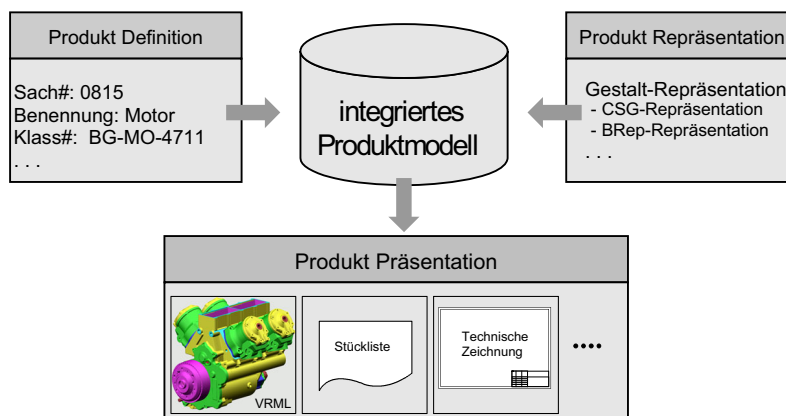 Produkt Definition
Sach#: 0815
Benennung: Motor
Klass#: BG-MO-4711
. . .
integriertes
Produktmodell
Produkt Repräsentation
Gestalt-Repräsentation
- CSG-Repräsentation
- BRep-Repräsentation
. . .
Produkt Präsentation
VRML
Stückliste
Technische
Zeichnung
....